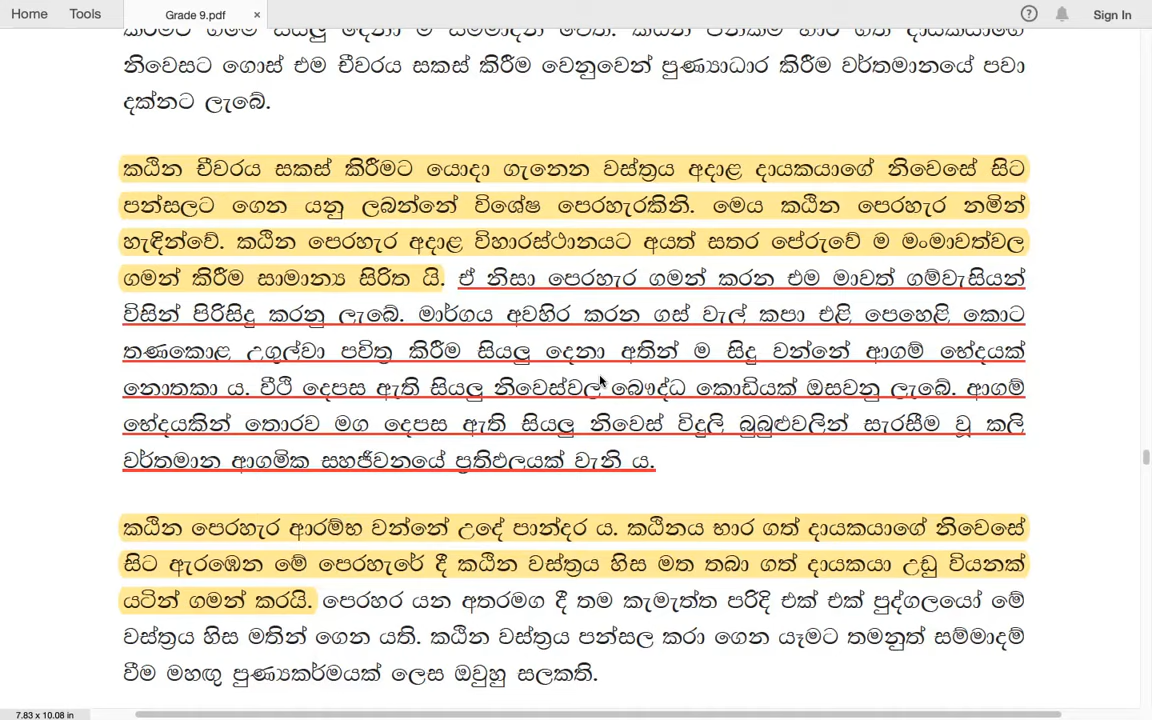 Home Tools Grade 9.pdf × Sign In
නිවෙසට ගොස් එම චීවරය සකස් කිරීම වෙනුවෙන් පුණ්‍යාධාර කිරීම වර්තමානයේ පවා
දක්නට ලැබේ.
කඨින චීවරය සකස් කිරීමට යොදා ගැනෙන වස්ත්‍රය අදාළ දායකයාගේ නිවෙසේ සිට
පන්සලට ගෙන යනු ලබන්නේ විශේෂ පෙරහැරකිනි. මෙය කඨින පෙරහැර නමින්
හැඳින්වේ. කඨින පෙරහැර අදාළ විහාරස්ථානයට අයත් සතර පේරුවේ ම මංමාවත්වල
ගමන් කිරීම සාමාන්‍ය සිරිත යි. ඒ නිසා පෙරහැර ගමන් කරන එම මාවත් ගම්වැසියන්
විසින් පිරිසිදු කරනු ලැබේ. මාර්ගය අවහිර කරන ගස් වැල් කපා එළි පෙහෙළි කොට
තණකොළ උගුල්වා පවිත්‍ර කිරීම සියලු දෙනා අතින් ම සිදු වන්නේ ආගම් භේදයක්
නොතකා ය. වීථි දෙපස ඇති සියලු නිවෙස්වල බෞද්ධ කොඩියක් ඔසවනු ලැබේ. ආගම්
භේදයකින් තොරව මග දෙපස ඇති සියලු නිවෙස් විදුලි බුබුළුවලින් සැරසීම වූ කලි
වර්තමාන ආගමික සහජීවනයේ ප්‍රතිඵලයක් වැනි ය.
කඨින පෙරහැර ආරම්භ වන්නේ උදේ පාන්දර ය. කඨිනය භාර ගත් දායකයාගේ නිවෙසේ
සිට ඇරඹෙන මේ පෙරහැරේ දී කඨින වස්ත්‍රය හිස මත තබා ගත් දායකයා උඩු වියනක්
යටින් ගමන් කරයි. පෙරහර යන අතරමග දී තම කැමැත්ත පරිදි එක් එක් පුද්ගලයෝ මේ
වස්ත්‍රය හිස මතින් ගෙන යති. කඨින වස්ත්‍රය පන්සල කරා ගෙන යෑමට තමනුත් සම්මාදම්
වීම මහඟු පුණ්‍යකර්මයක් ලෙස ඔවුහු සලකති.
7.83 x 10.08 in